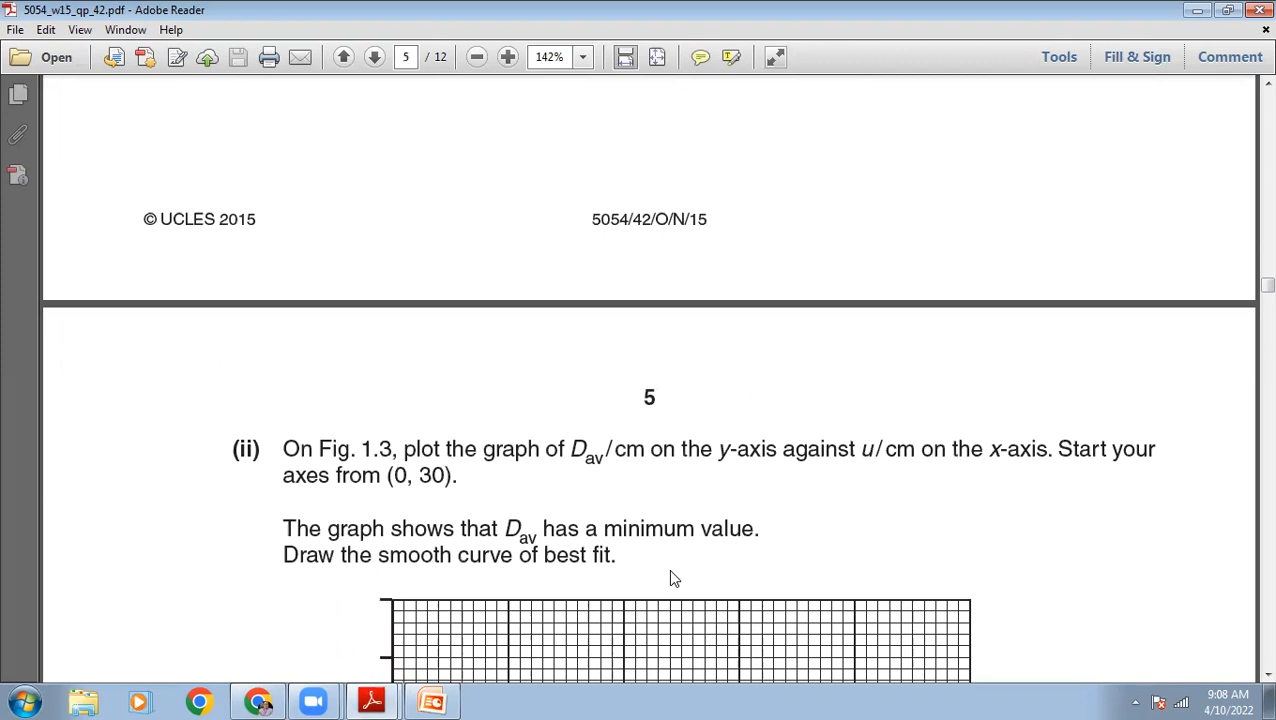 5054_w15_qp_42.pdf - Adobe Reader
File Edit View Window Help
Open 5 / 12 142% Tools Fill & Sign Comment
© UCLES 2015 5054/42/O/N/15
5
(ii) On Fig. 1.3, plot the graph of Dav/cm on the y-axis against u/cm on the x-axis. Start your
axes from (0, 30).
The graph shows that Dav has a minimum value.
Draw the smooth curve of best fit.
9:08 AM
4/10/2022